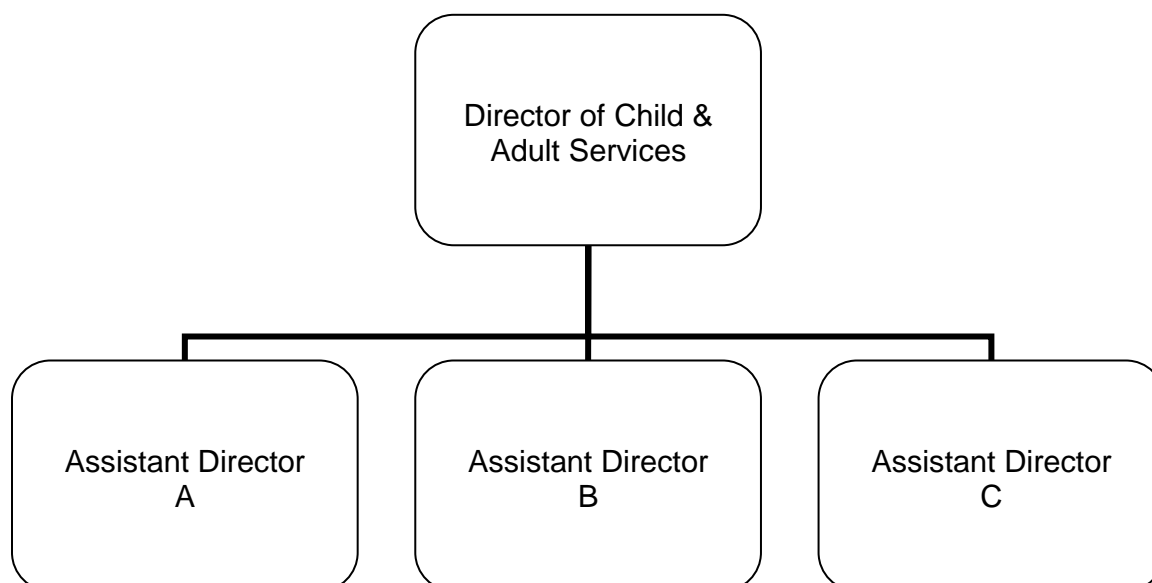 Director of Child &
Adult Services
Assistant Director
A
Assistant Director
B
Assistant Director
C